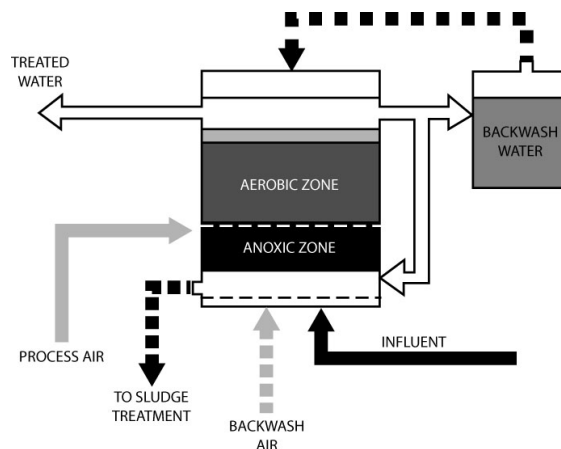 TREATED
WATER
BACKWASH
WATER
AEROBIC ZONE
ANOXIC ZONE
PROCESS AIR
INFLUENT
TO SLUDGE
TREATMENT
BACKWASH
AIR